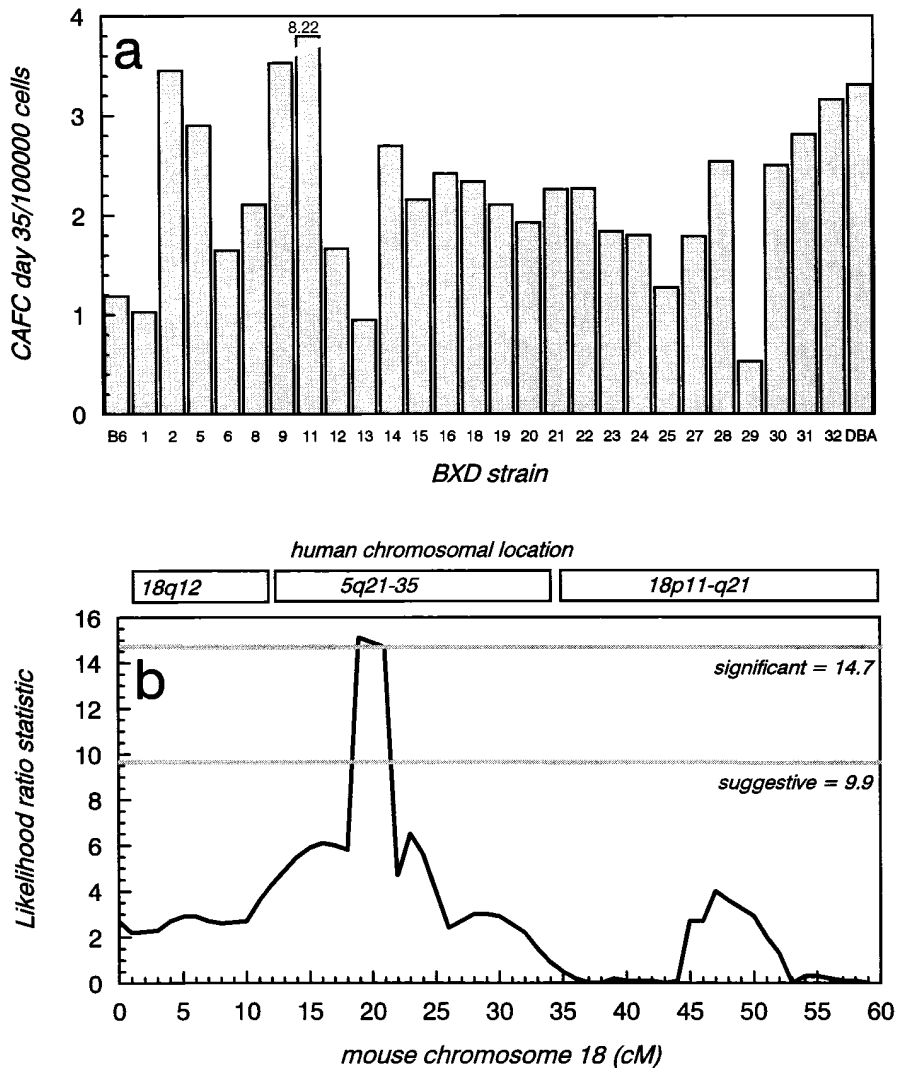 a
8.22
4
3
2
1
0
CAFC day 35/100000 cells
B6 1 2 5 6 8 9 11 12 13 14 15 16 18 19 20 21 22 23 24 25 27 28 29 30 31 32 DBA
BXD strain
human chromosomal location
18q12 5q21-35 18p11-q21
b
16
14
12
10
8
6
4
2
0
Likelihood ratio statistic
significant = 14.7
suggestive = 9.9
0 5 10 15 20 25 30 35 40 45 50 55 60
mouse chromosome 18 (cM)